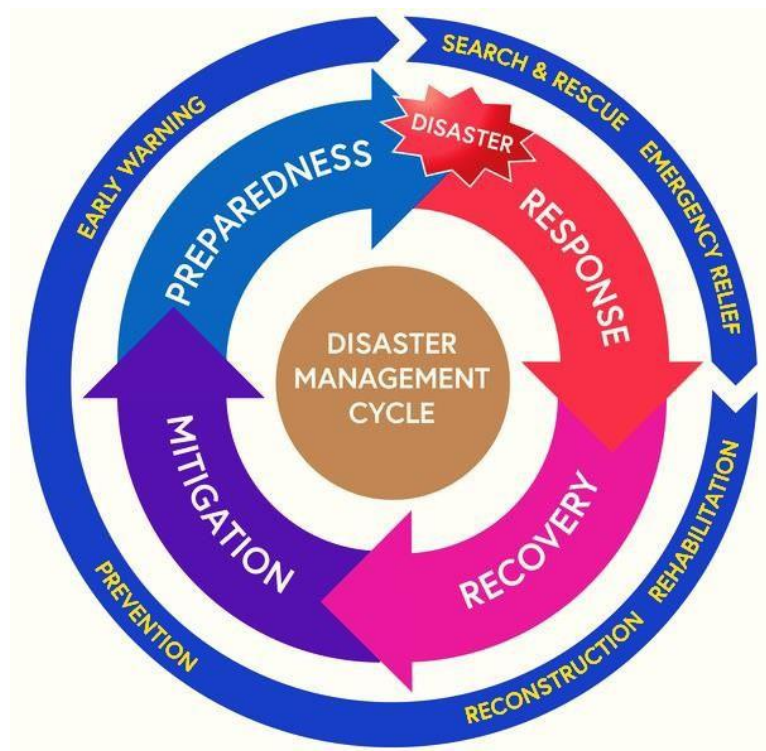 SEARCH & RESCUE
EMERGENCY RELIEF
REHABILITATION
RECONSTRUCTION
PREVENTION
EARLY WARNING
DISASTER
PREPAREDNESS
RESPONSE
RECOVERY
MITIGATION
DISASTER
MANAGEMENT
CYCLE